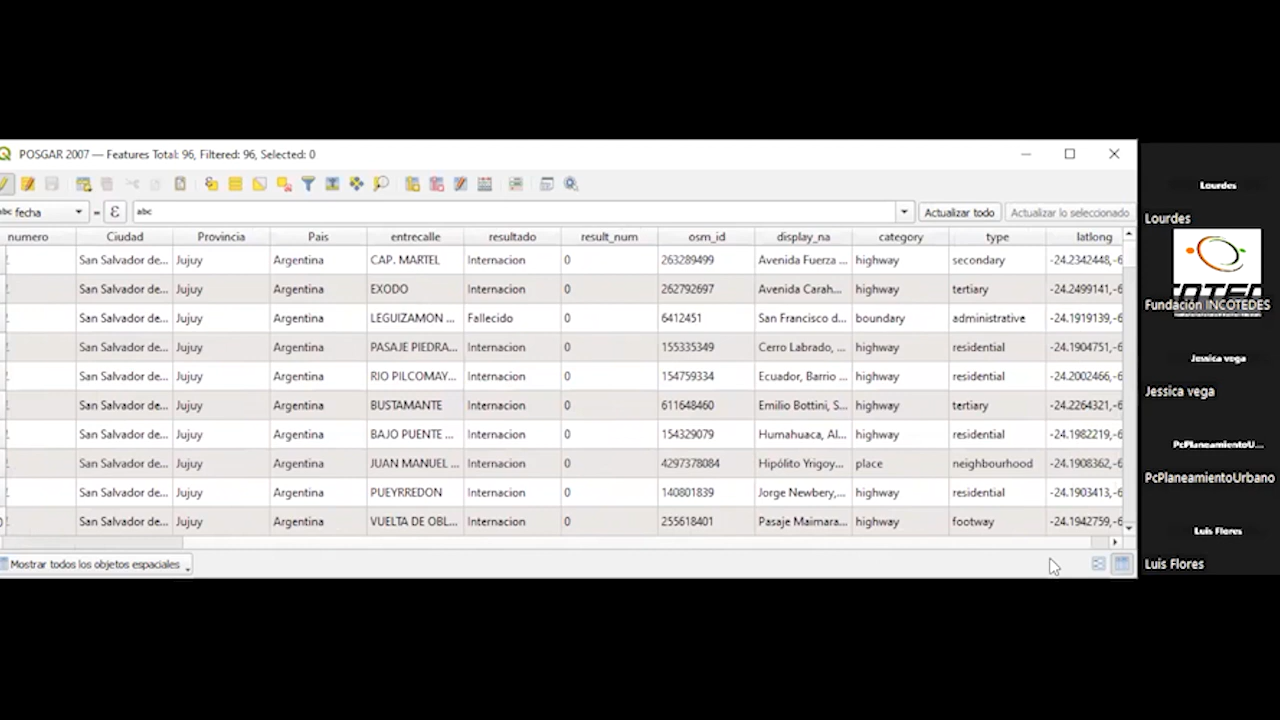 POSGAR 2007 — Features Total: 96, Filtered: 96, Selected: 0
abc fecha = ε abc Actualizar todo Actualizar lo seleccionado
numero Ciudad Provincia Pais entrecalle resultado result_num osm_id display_na category type latlong
San Salvador de... Jujuy Argentina CAP. MARTEL Internacion 0 263289499 Avenida Fuerza ... highway secondary -24.2342448,-6
San Salvador de... Jujuy Argentina EXODO Internacion 0 262792697 Avenida Carah... highway tertiary -24.2499141,-6
San Salvador de... Jujuy Argentina LEGUIZAMON ... Fallecido 0 6412451 San Francisco d... boundary administrative -24.1919139,-6
San Salvador de... Jujuy Argentina PASAJE PIEDRA... Internacion 0 155335349 Cerro Labrado, ... highway residential -24.1904751,-6
San Salvador de... Jujuy Argentina RIO PILCOMAY... Internacion 0 154759334 Ecuador, Barrio ... highway residential -24.2002466,-6
San Salvador de... Jujuy Argentina BUSTAMANTE Internacion 0 611648460 Emilio Bottini, S... highway tertiary -24.2264321,-6
San Salvador de... Jujuy Argentina BAJO PUENTE ... Internacion 0 154329079 Humahuaca, Al... highway residential -24.1982219,-6
San Salvador de... Jujuy Argentina JUAN MANUEL ... Internacion 0 4297378084 Hipólito Yrigoy... place neighbourhood -24.1908362,-6
San Salvador de... Jujuy Argentina PUEYRREDON Internacion 0 140801839 Jorge Newbery,... highway residential -24.1903413,-6
San Salvador de... Jujuy Argentina VUELTA DE OBL... Internacion 0 255618401 Pasaje Maimara... highway footway -24.1942759,-6
Mostrar todos los objetos espaciales
Lourdes
Lourdes
Fundación INCOTEDES
Jessica vega
Jessica vega
PcPlaneamientoU...
PcPlaneamientoUrbano
Luis Flores
Luis Flores